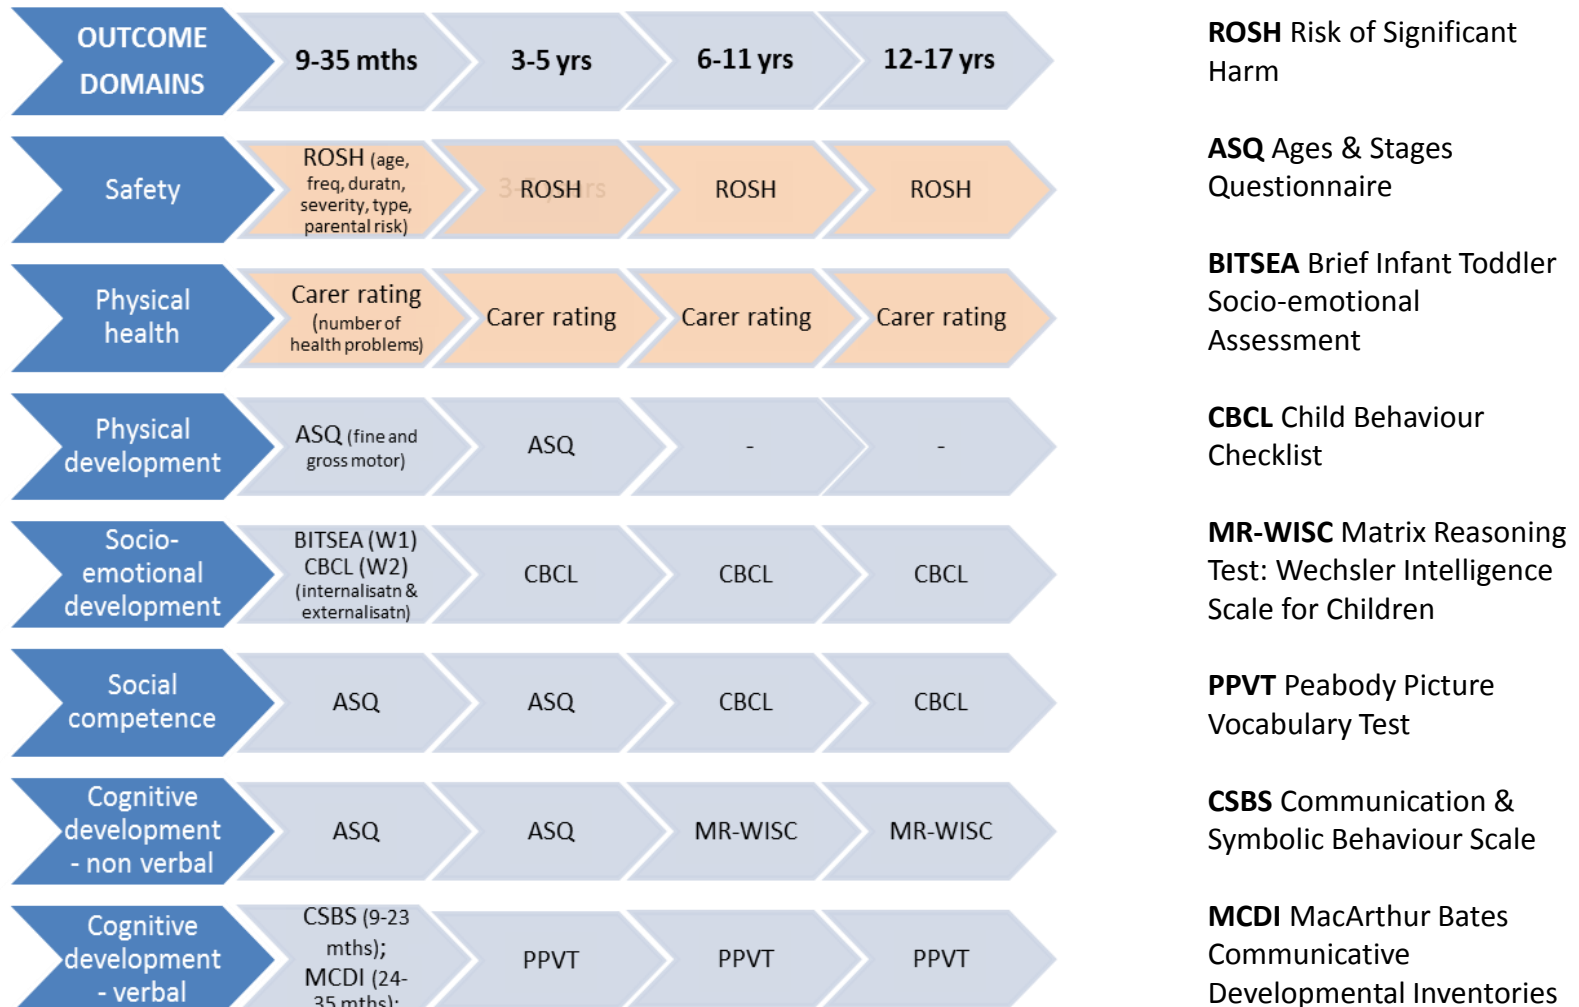 OUTCOME
DOMAINS
9-35 mths
3-5 yrs
6-11 yrs
12-17 yrs
Safety
ROSH (age,
freq, duratn,
severity, type,
parental risk)
ROSH
ROSH
ROSH
Physical
health
Carer rating
(number of
health problems)
Carer rating
Carer rating
Carer rating
Physical
development
ASQ (fine and
gross motor)
ASQ
-
-
Socio-
emotional
development
BITSEA (W1)
CBCL (W2)
(internalisatn &
externalisatn)
CBCL
CBCL
CBCL
Social
competence
ASQ
ASQ
CBCL
CBCL
Cognitive
development
- non verbal
ASQ
ASQ
MR-WISC
MR-WISC
Cognitive
development
- verbal
CSBS (9-23
mths);
MCDI (24-
35 mths);
PPVT
PPVT
PPVT
ROSH Risk of Significant
Harm
ASQ Ages & Stages
Questionnaire
BITSEA Brief Infant Toddler
Socio-emotional
Assessment
CBCL Child Behaviour
Checklist
MR-WISC Matrix Reasoning
Test: Wechsler Intelligence
Scale for Children
PPVT Peabody Picture
Vocabulary Test
CSBS Communication &
Symbolic Behaviour Scale
MCDI MacArthur Bates
Communicative
Developmental Inventories